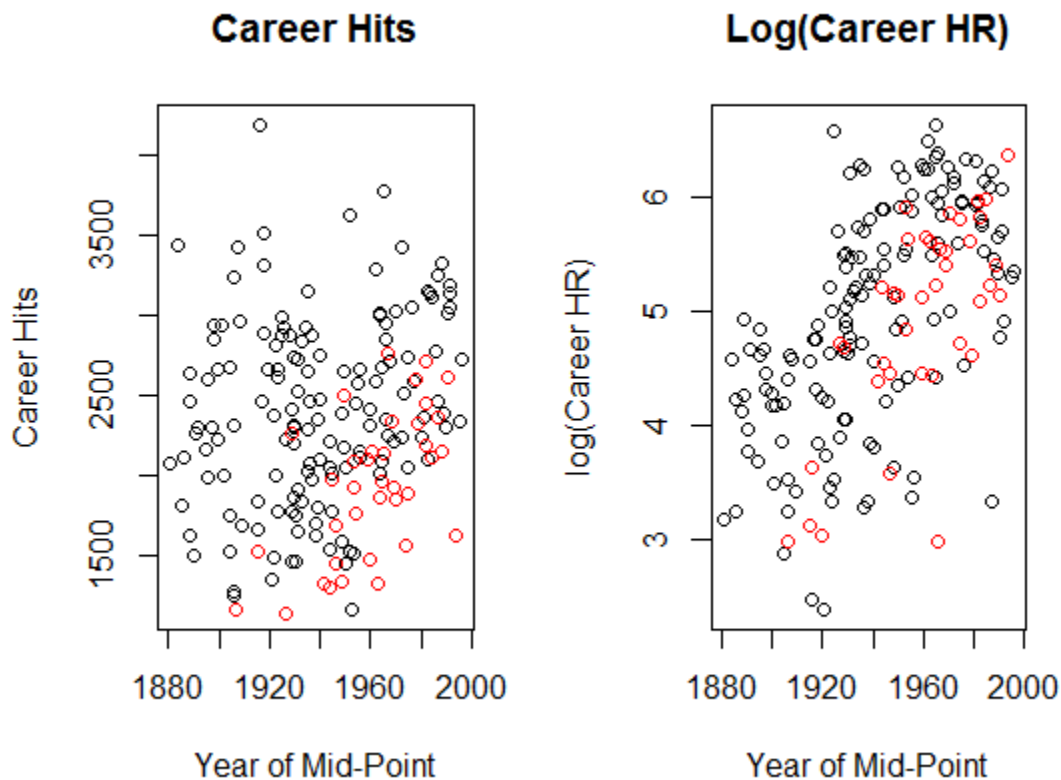 Career Hits
Career Hits
1500
2500
3500
1880
1920
1960
2000
Year of Mid-Point
Log(Career HR)
log(Career HR)
3
4
5
6
1880
1920
1960
2000
Year of Mid-Point